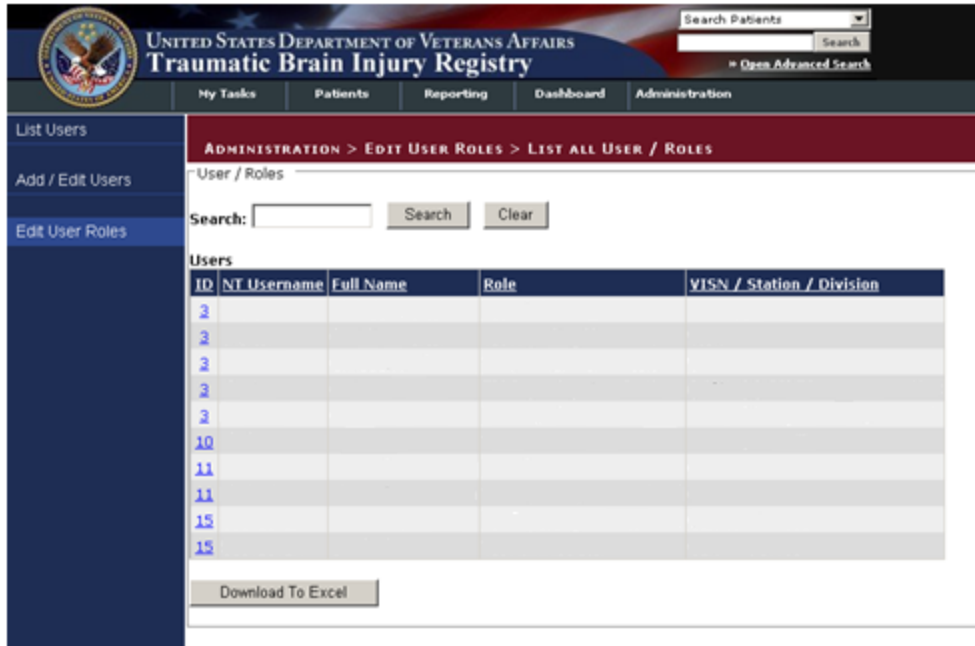 Search Patients
UNITED STATES DEPARTMENT OF VETERANS AFFAIRS
Search
Traumatic Brain Injury Registry
» Open Advanced Search
My Tasks Patients Reporting Dashboard Administration
List Users
ADMINISTRATION > EDIT USER ROLES > LIST ALL USER / ROLES
Add / Edit Users
User / Roles
Edit User Roles
Search: Search Clear
Users
ID NT Username Full Name Role VISN / Station / Division
3
3
3
3
3
10
11
11
15
15
Download To Excel